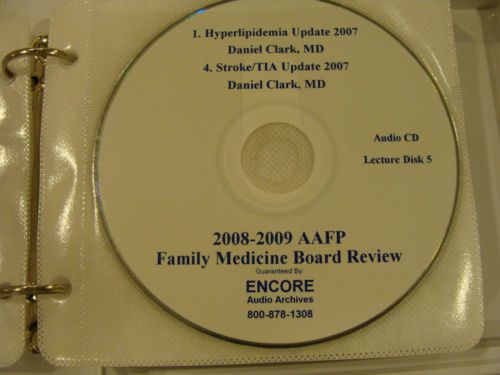 1. Hyperlipidemia Update 2007
Daniel Clark, MD
4. Stroke/TIA Update 2007
Daniel Clark, MD
Audio CD
Lecture Disk 5
2008-2009 AAFP
Family Medicine Board Review
Guaranteed By:
ENCORE
Audio Archives
800-878-1308